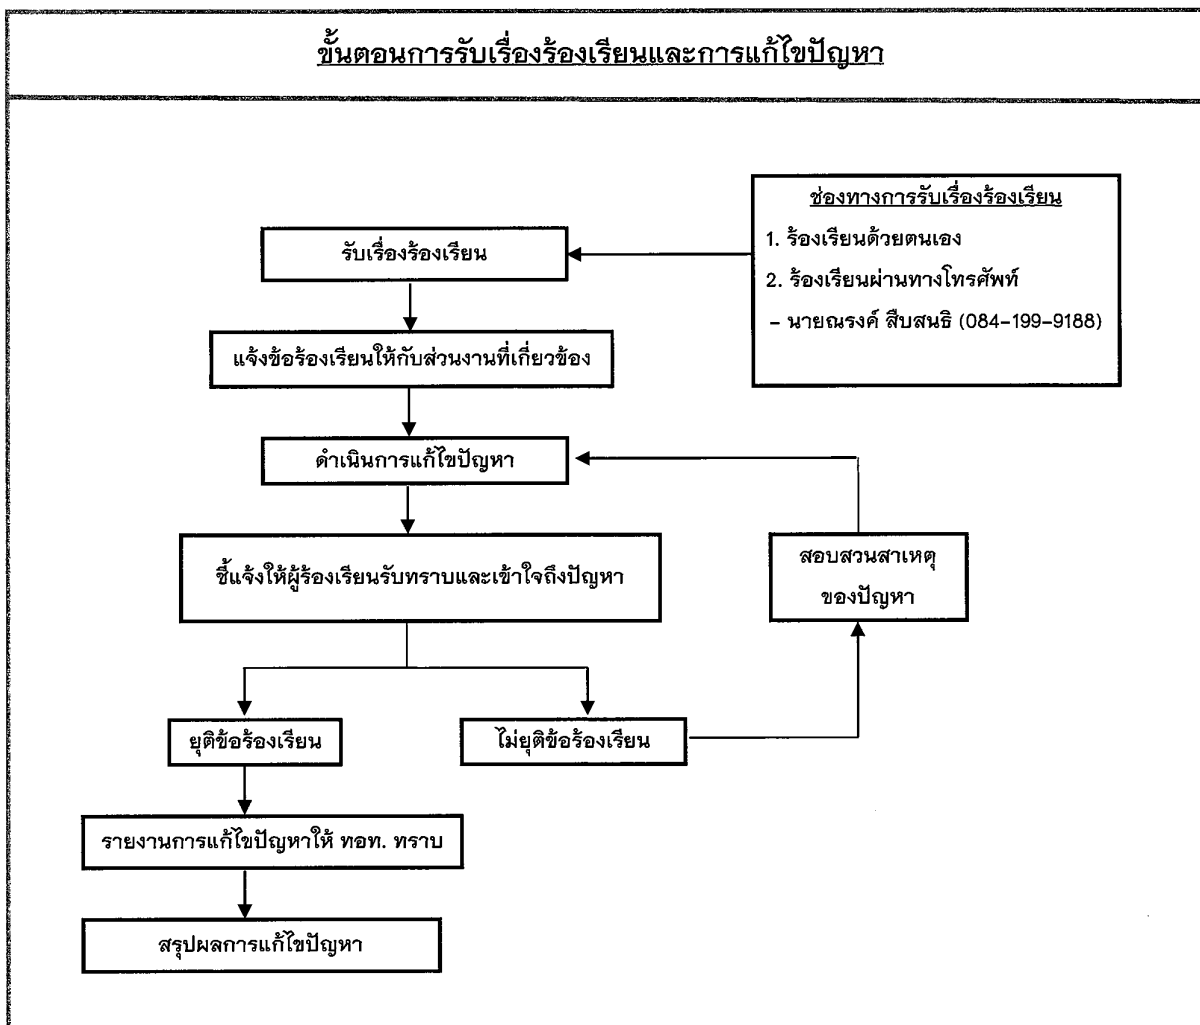 ขั้นตอนการรับเรื่องร้องเรียนและการแก้ไขปัญหา
ช่องทางการรับเรื่องร้องเรียน
1. ร้องเรียนด้วยตนเอง
2. ร้องเรียนผ่านทางโทรศัพท์
– นายณรงค์ สืบสนธิ (084–199–9188)
รับเรื่องร้องเรียน
แจ้งข้อร้องเรียนให้กับส่วนงานที่เกี่ยวข้อง
ดำเนินการแก้ไขปัญหา
ชี้แจ้งให้ผู้ร้องเรียนรับทราบและเข้าใจถึงปัญหา
สอบสวนสาเหตุ
ของปัญหา
ยุติข้อร้องเรียน
ไม่ยุติข้อร้องเรียน
รายงานการแก้ไขปัญหาให้ ทอท. ทราบ
สรุปผลการแก้ไขปัญหา